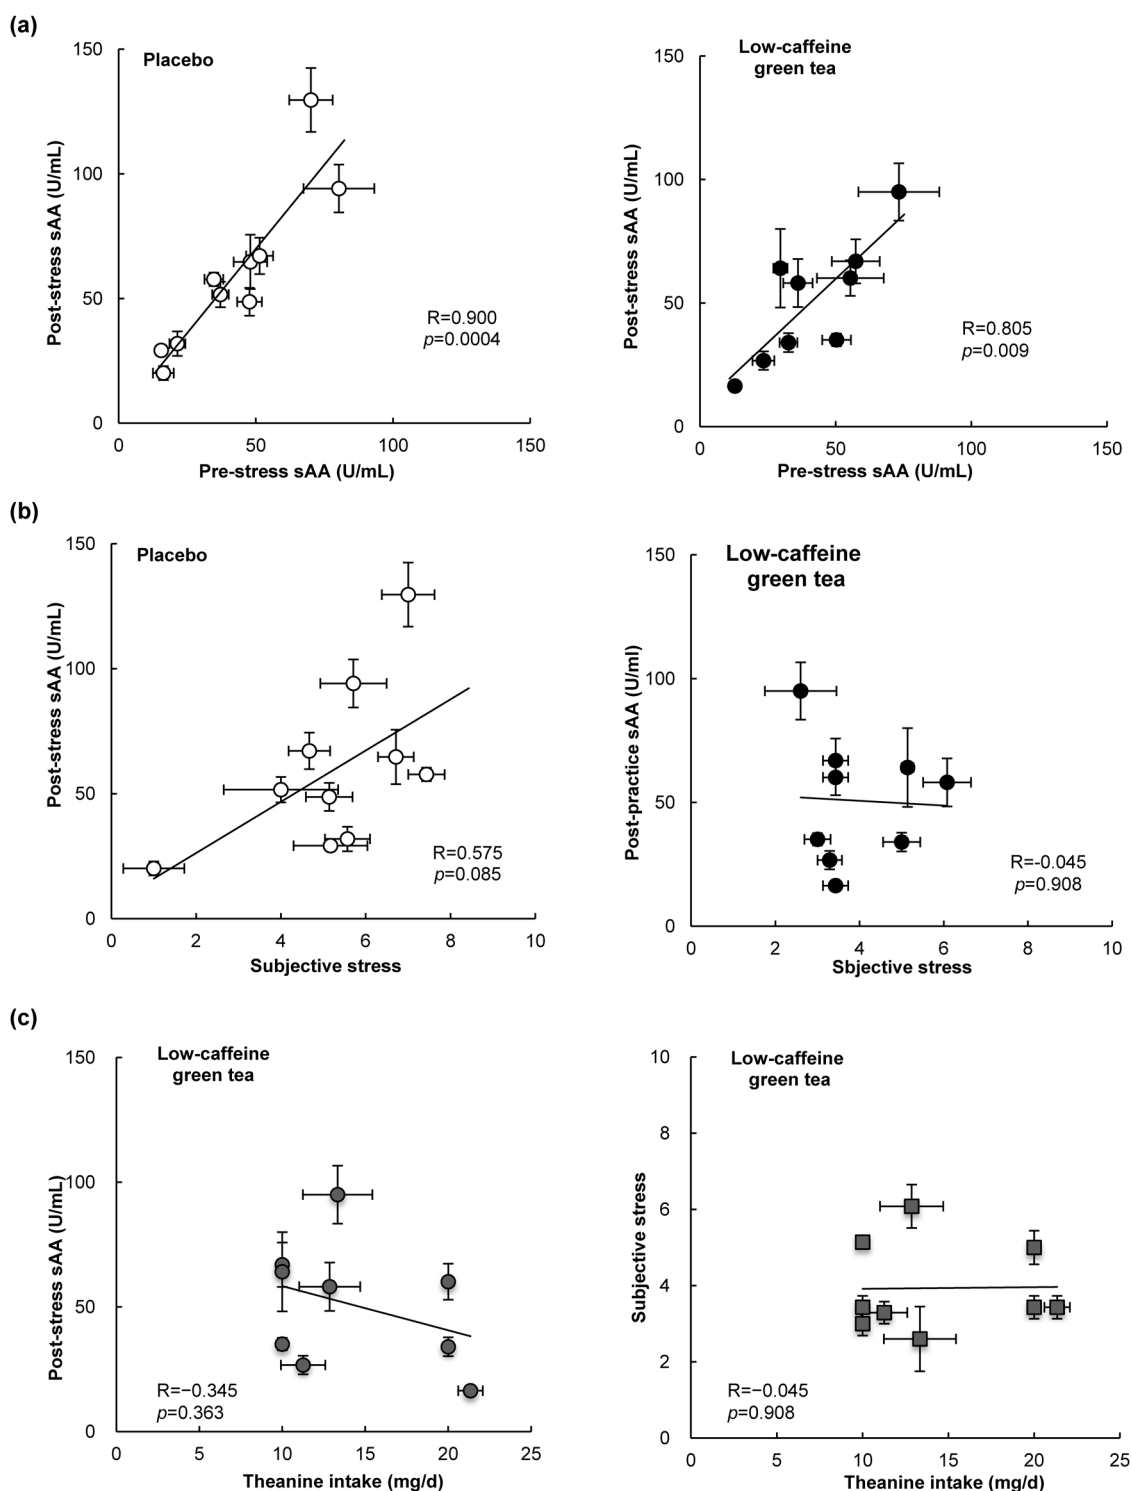 (a)
Placebo
150
100
50
0
0 50 100 150
Post-stress sAA (U/mL)
Pre-stress sAA (U/mL)
R=0.900
p=0.0004
Low-caffeine
green tea
150
100
50
0
0 50 100 150
Post-stress sAA (U/mL)
Pre-stress sAA (U/mL)
R=0.805
p=0.009
(b)
Placebo
150
100
50
0
0 2 4 6 8 10
Post-stress sAA (U/mL)
Subjective stress
R=0.575
p=0.085
Low-caffeine
green tea
150
100
50
0
0 2 4 6 8 10
Post-practice sAA (U/ml)
Sbjective stress
R=-0.045
p=0.908
(c)
Low-caffeine
green tea
150
100
50
0
0 5 10 15 20 25
Post-stress sAA (U/mL)
Theanine intake (mg/d)
R=−0.345
p=0.363
Low-caffeine
green tea
10
8
6
4
2
0
0 5 10 15 20 25
Subjective stress
Theanine intake (mg/d)
R=−0.045
p=0.908